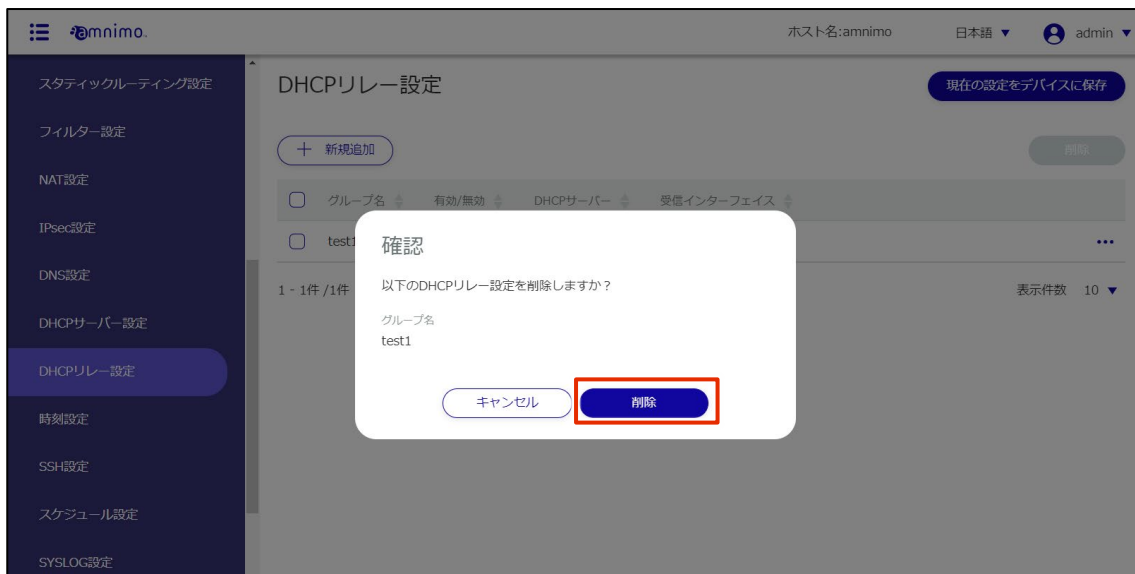 amnimo.
ホスト名:amnimo
日本語 ▼
admin ▼
スタティックルーティング設定
フィルター設定
NAT設定
IPsec設定
DNS設定
DHCPサーバー設定
DHCPリレー設定
時刻設定
SSH設定
スケジュール設定
SYSLOG設定
DHCPリレー設定
現在の設定をデバイスに保存
+ 新規追加
削除
グループ名 有効/無効 DHCPサーバー 受信インターフェイス
test1
1 - 1件 /1件
表示件数 10 ▼
確認
以下のDHCPリレー設定を削除しますか？
グループ名
test1
キャンセル
削除